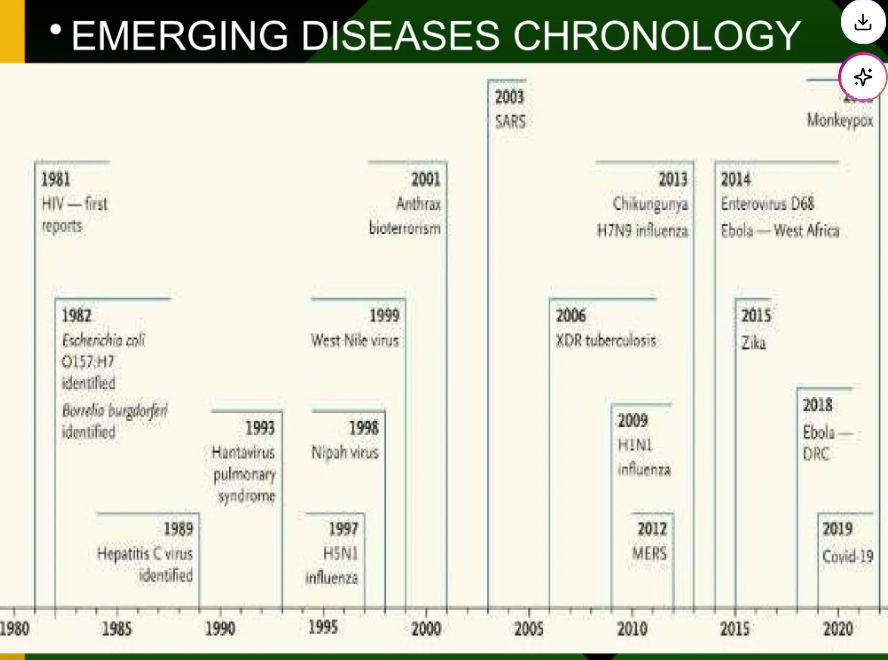 • EMERGING DISEASES CHRONOLOGY
2003
SARS
Monkeypox
1981
HIV — first
reports
2001
Anthrax
bioterrorism
2013
Chikungunya
H7N9 influenza
2014
Enterovirus D68
Ebola — West Africa
1982
Escherichia coli
O157:H7
identified
Borrelia burgdorferi
identified
1999
West Nile virus
2006
XDR tuberculosis
2015
Zika
1993
Hantavirus
pulmonary
syndrome
1998
Nipah virus
2009
H1N1
influenza
2018
Ebola —
DRC
1989
Hepatitis C virus
identified
1997
H5N1
influenza
2012
MERS
2019
Covid-19
1980 1985 1990 1995 2000 2005 2010 2015 2020